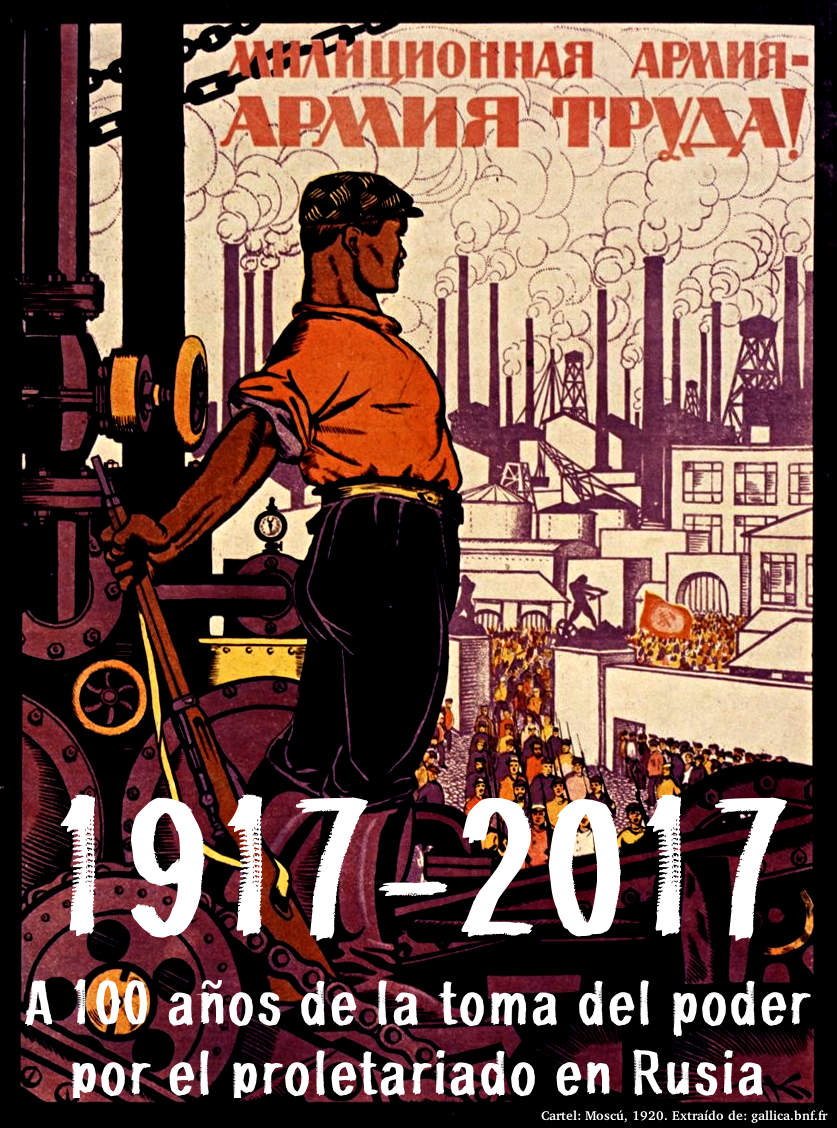 МИЛИЦИОННАЯ АРМИЯ-
АРМИЯ ТРУДА!
1917-2017
A 100 años de la toma del poder
por el proletariado en Rusia
Cartel: Moscú, 1920. Extraído de: gallica.bnf.fr